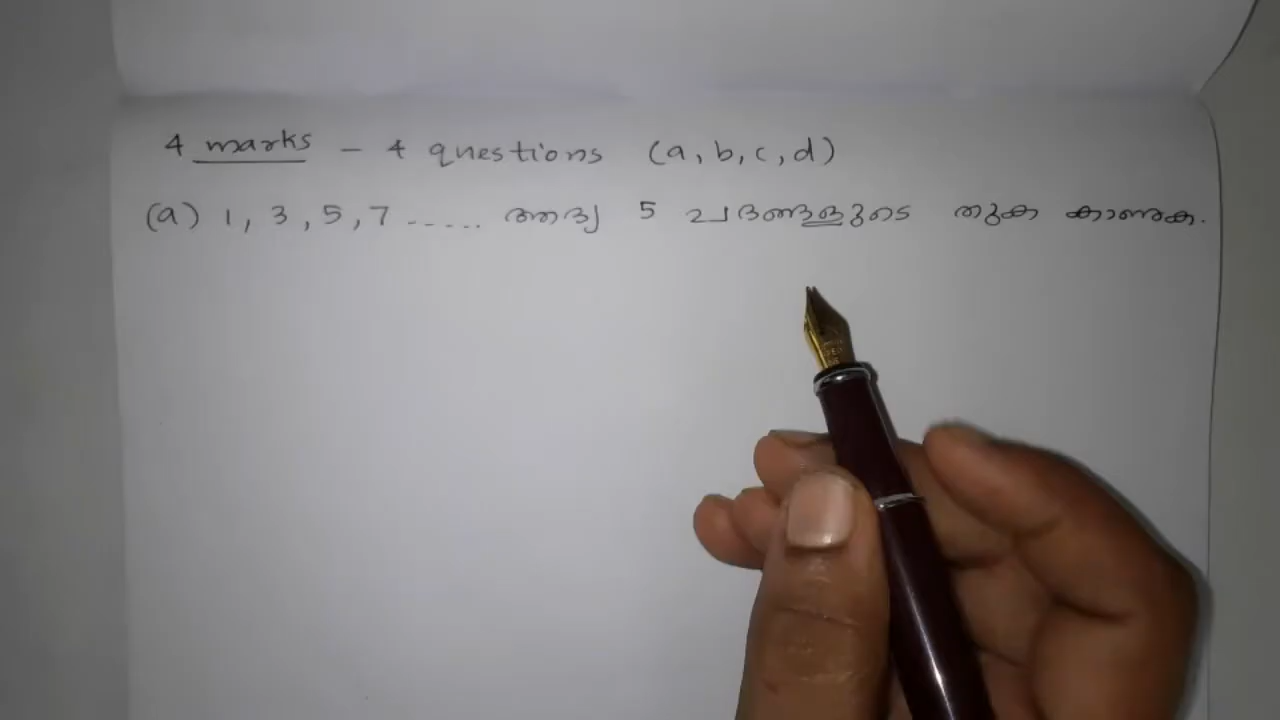 4 marks - 4 questions (a, b, c, d)
(a) 1, 3, 5, 7 ...... ആദ്യ 5 പദങ്ങളുടെ തുക കാണുക.